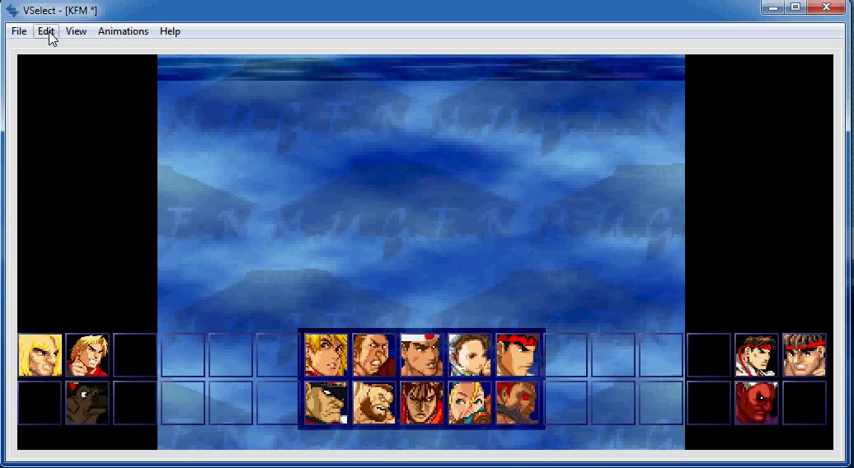 VSelect - [KFM *]
File Edit View Animations Help
M U G E N M U G E N
E N M U G E N M U G